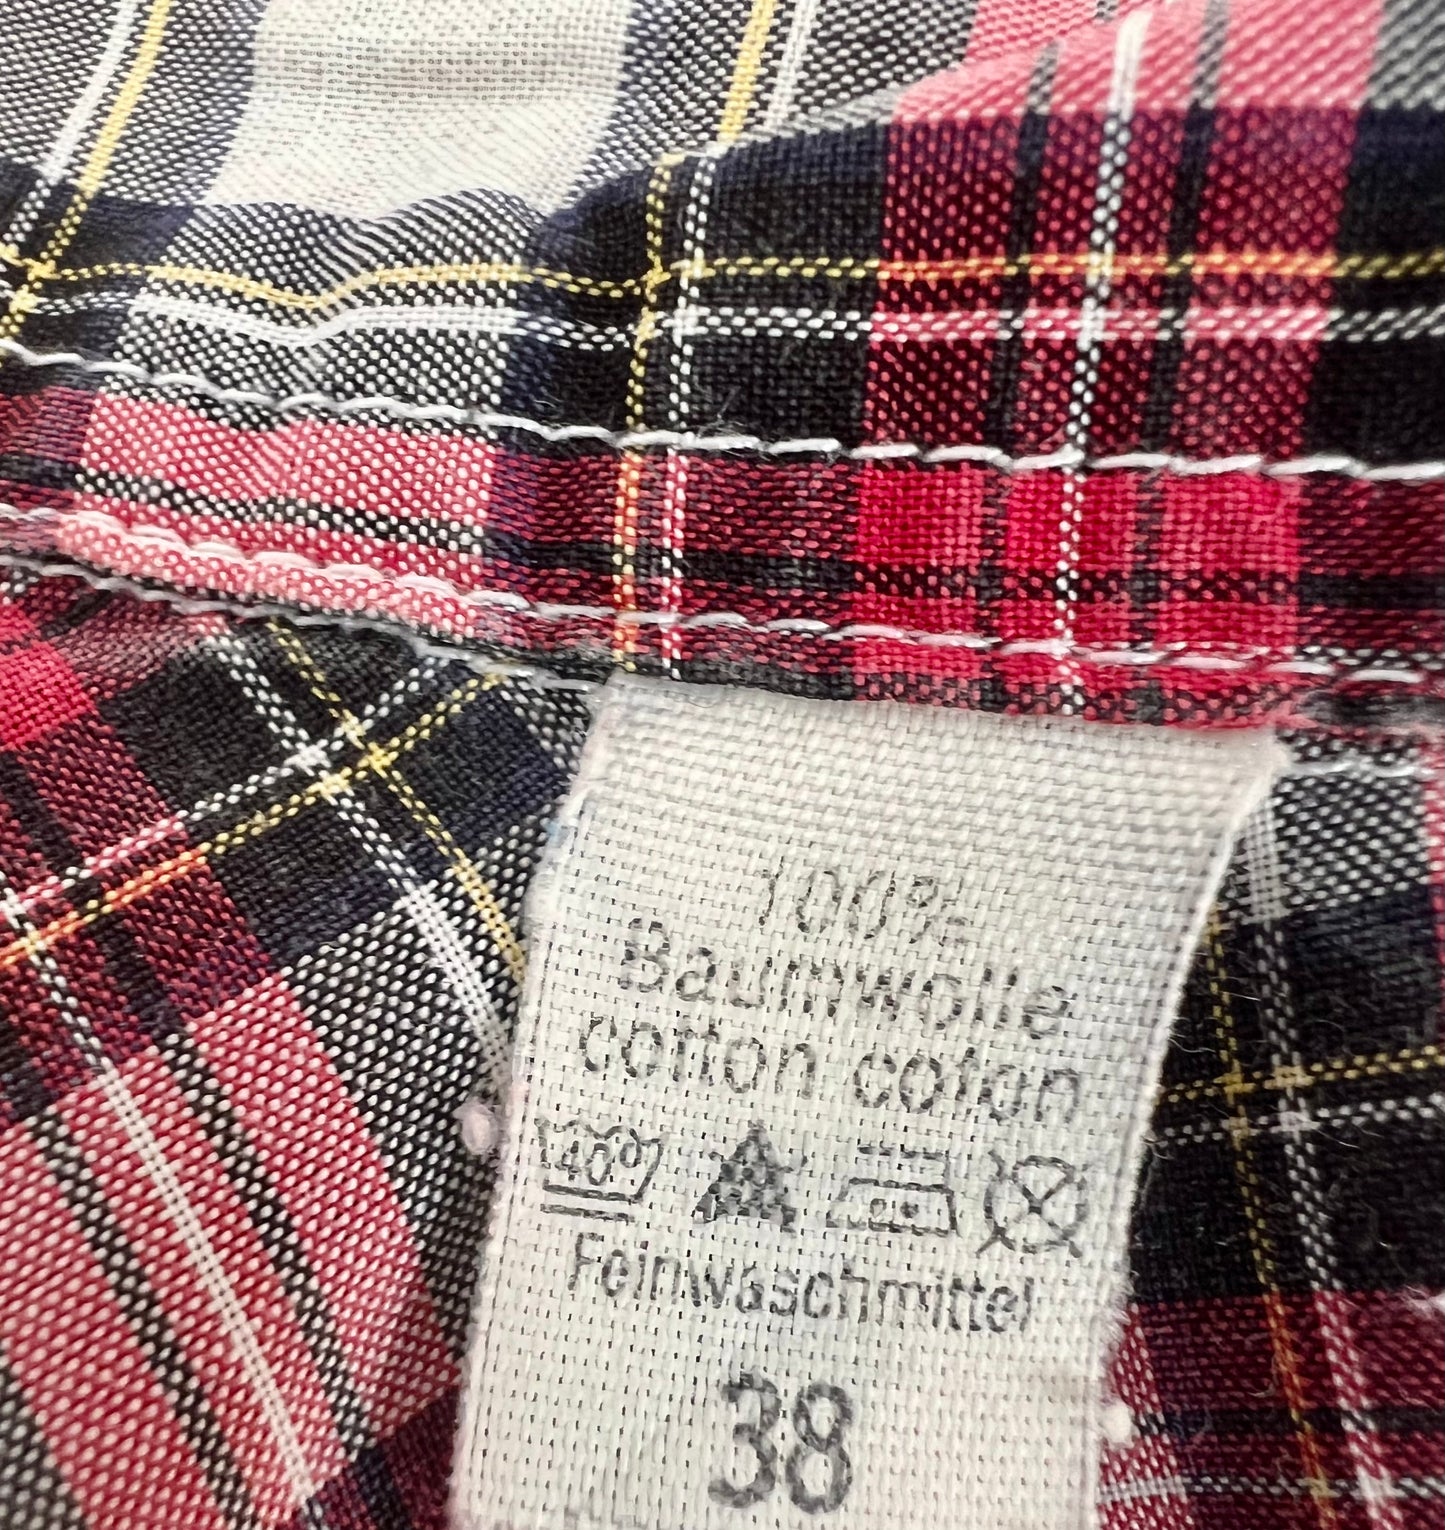 100%
Baumwolle
cotton coton
40°
Feinwaschmittel
38